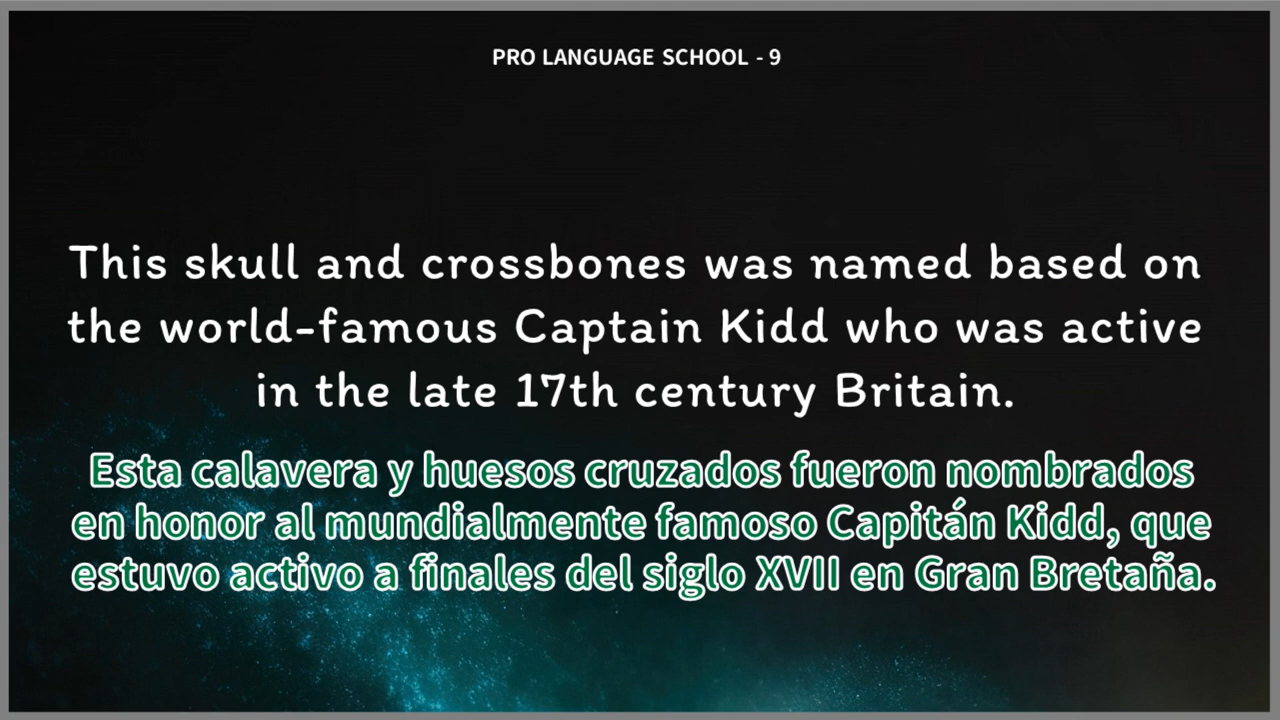 PRO LANGUAGE SCHOOL - 9
This skull and crossbones was named based on
the world-famous Captain Kidd who was active
in the late 17th century Britain.
Esta calavera y huesos cruzados fueron nombrados
en honor al mundialmente famoso Capitán Kidd, que
estuvo activo a finales del siglo XVII en Gran Bretaña.